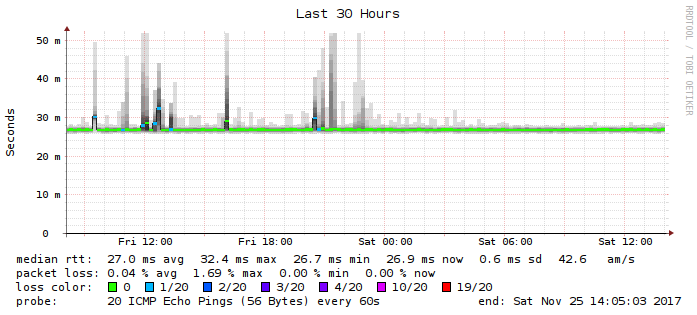 Last 30 Hours
RRDTOOL / TOBI OETIKER
Seconds
50 m
40 m
30 m
20 m
10 m
0
Fri 12:00 Fri 18:00 Sat 00:00 Sat 06:00 Sat 12:00
median rtt: 27.0 ms avg 32.4 ms max 26.7 ms min 26.9 ms now 0.6 ms sd 42.6 am/s
packet loss: 0.04 % avg 1.69 % max 0.00 % min 0.00 % now
loss color: 0 1/20 2/20 3/20 4/20 10/20 19/20
probe: 20 ICMP Echo Pings (56 Bytes) every 60s end: Sat Nov 25 14:05:03 2017